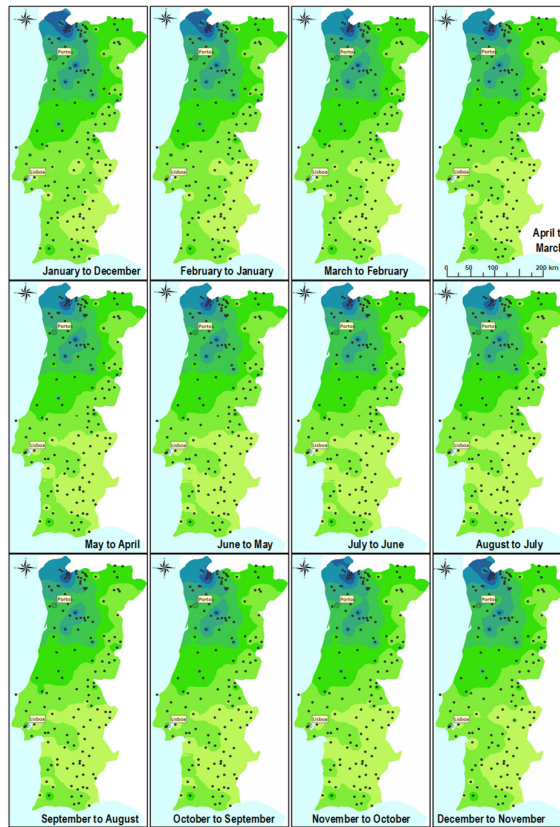 Porto
Porto
Porto
Porto
Lisboa
Lisboa
Lisboa
Lisboa
January to December
February to January
March to February
April t
March
0 50 100 200 km
Porto
Porto
Porto
Porto
Lisboa
Lisboa
Lisboa
Lisboa
May to April
June to May
July to June
August to July
Porto
Porto
Porto
Porto
Lisboa
Lisboa
Lisboa
Lisboa
September to August
October to September
November to October
December to November